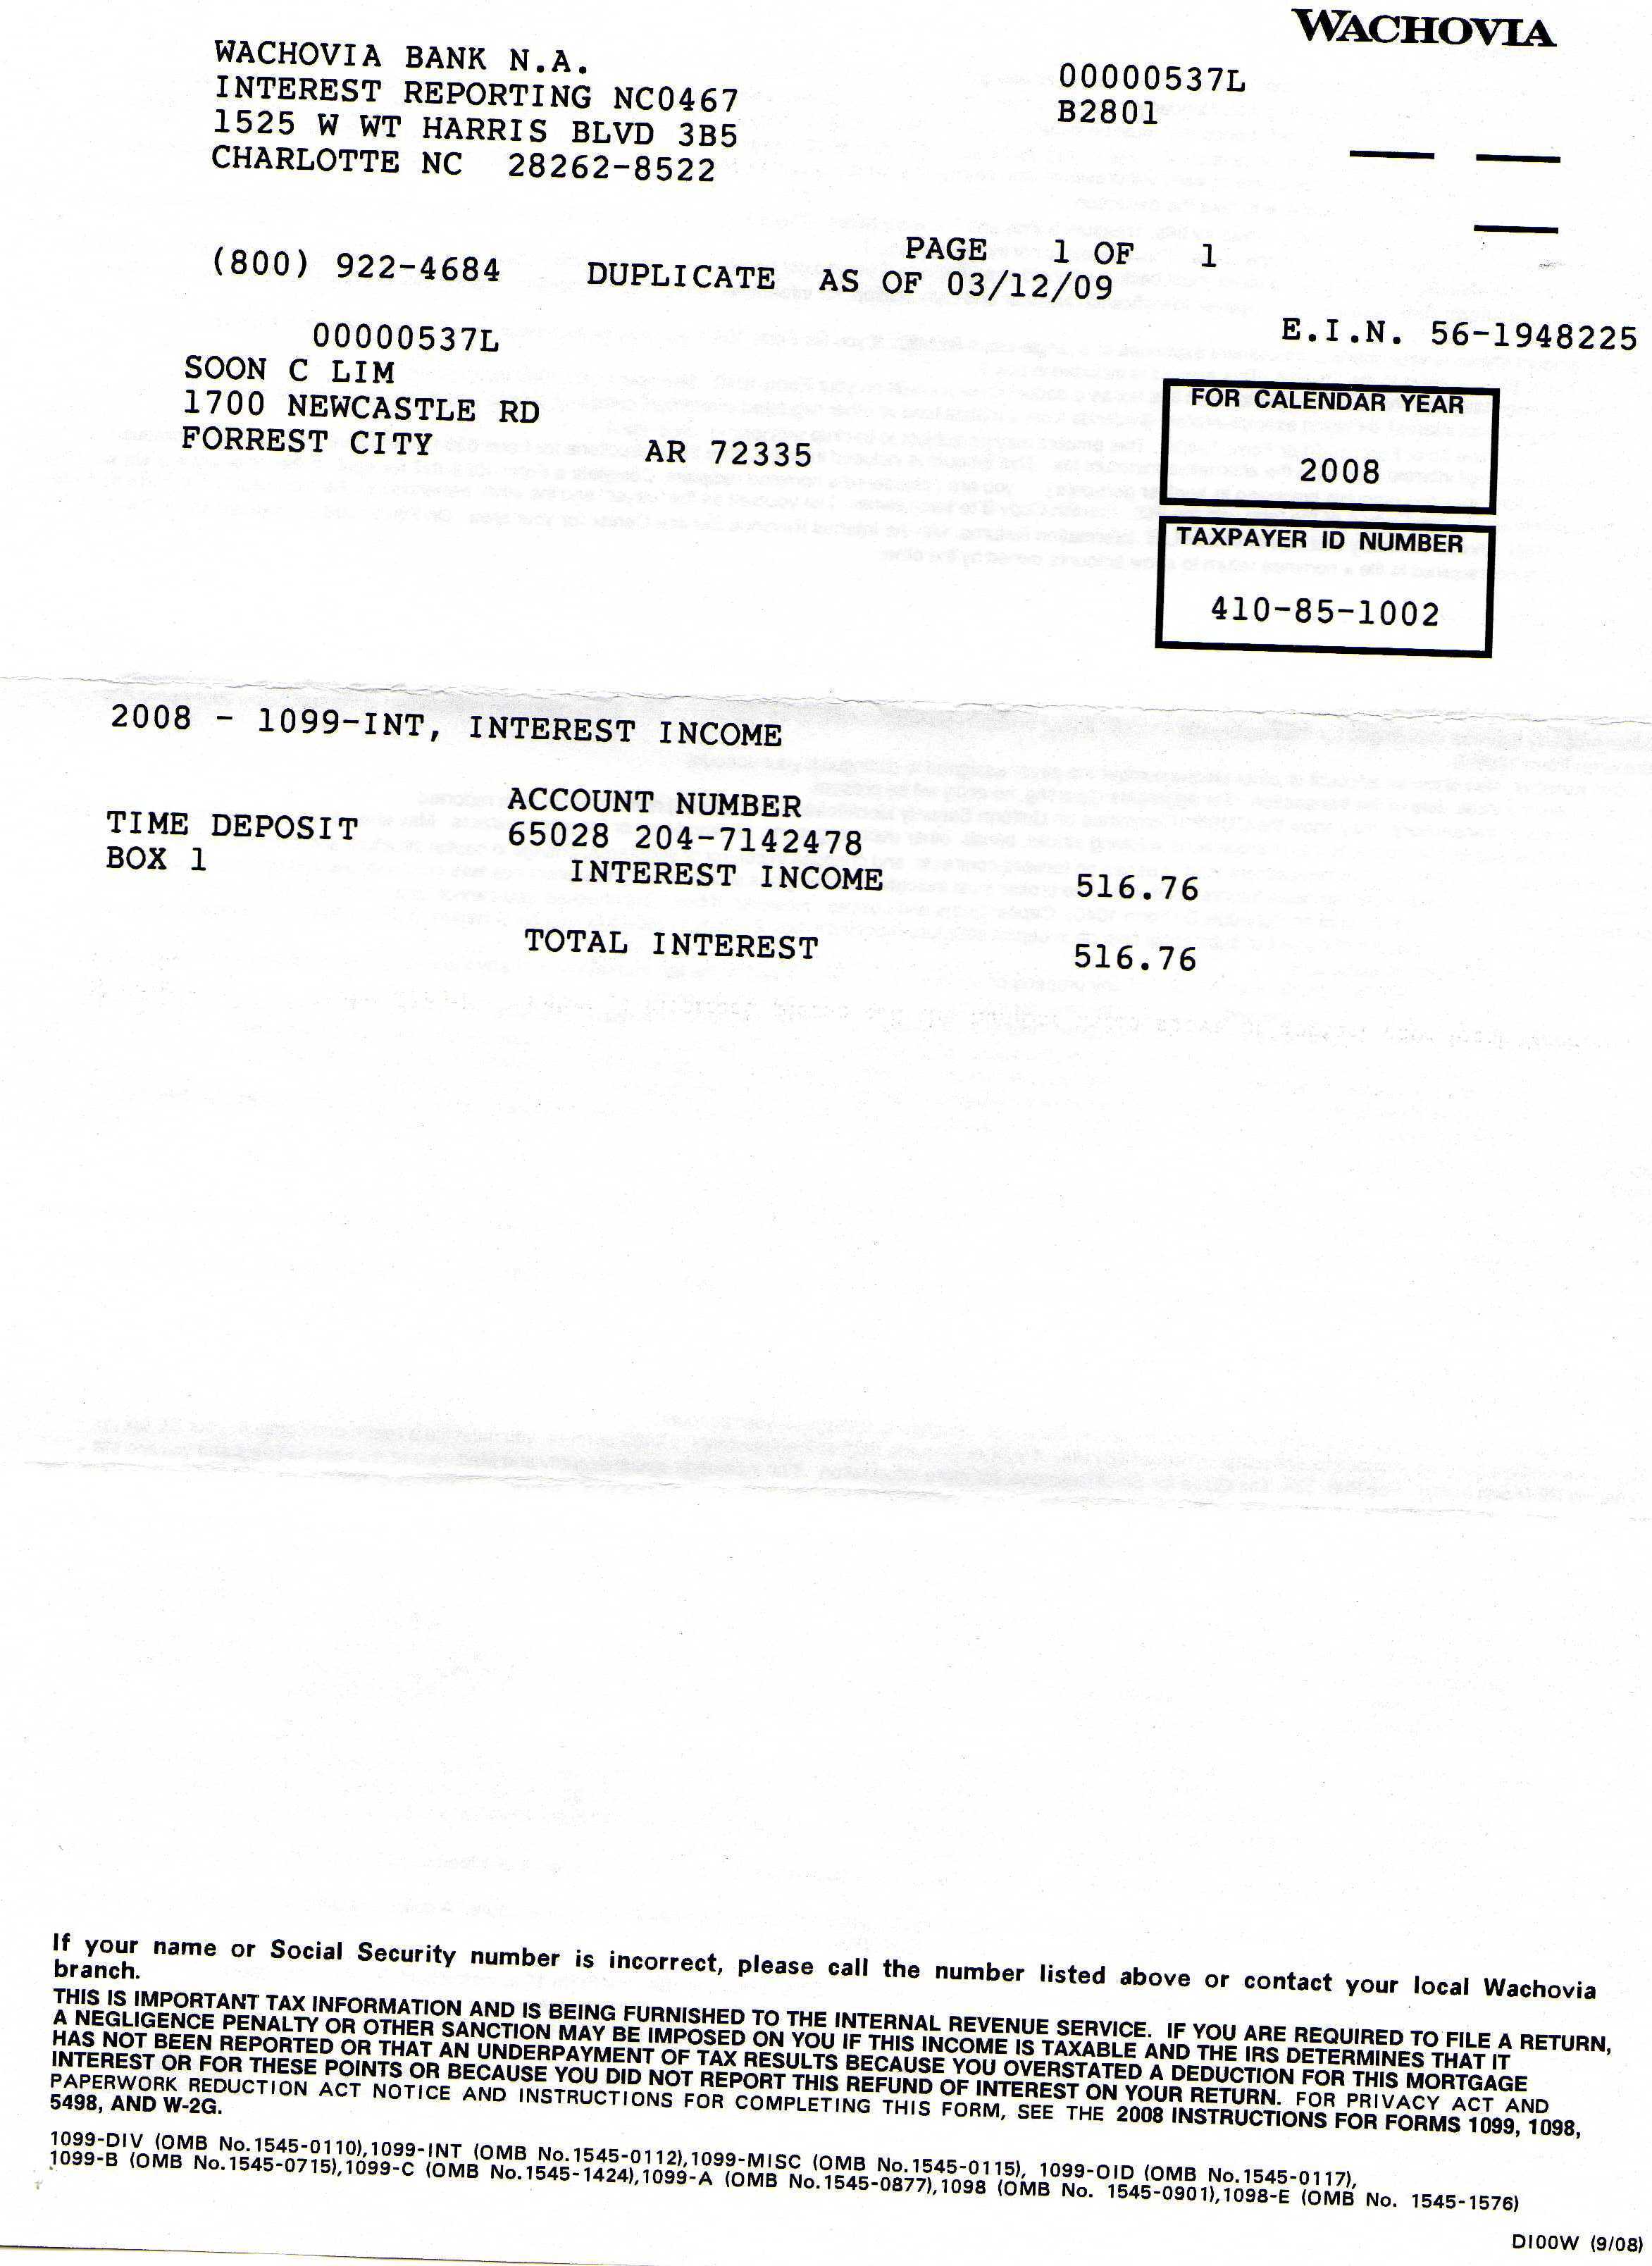 WACHOVIA
WACHOVIA BANK N.A.
INTEREST REPORTING NC0467
1525 W WT HARRIS BLVD 3B5
CHARLOTTE NC 28262-8522
00000537L
B2801
PAGE 1 OF 1
(800) 922-4684 DUPLICATE AS OF 03/12/09
E.I.N. 56-1948225
00000537L
SOON C LIM
1700 NEWCASTLE RD
FORREST CITY AR 72335
FOR CALENDAR YEAR
2008
TAXPAYER ID NUMBER
410-85-1002
2008 - 1099-INT, INTEREST INCOME
ACCOUNT NUMBER
TIME DEPOSIT 65028 204-7142478
BOX 1 INTEREST INCOME 516.76
TOTAL INTEREST 516.76
If your name or Social Security number is incorrect, please call the number listed above or contact your local Wachovia
branch.
THIS IS IMPORTANT TAX INFORMATION AND IS BEING FURNISHED TO THE INTERNAL REVENUE SERVICE. IF YOU ARE REQUIRED TO FILE A RETURN,
A NEGLIGENCE PENALTY OR OTHER SANCTION MAY BE IMPOSED ON YOU IF THIS INCOME IS TAXABLE AND THE IRS DETERMINES THAT IT
HAS NOT BEEN REPORTED OR THAT AN UNDERPAYMENT OF TAX RESULTS BECAUSE YOU OVERSTATED A DEDUCTION FOR THIS MORTGAGE
INTEREST OR FOR THESE POINTS OR BECAUSE YOU DID NOT REPORT THIS REFUND OF INTEREST ON YOUR RETURN. FOR PRIVACY ACT AND
PAPERWORK REDUCTION ACT NOTICE AND INSTRUCTIONS FOR COMPLETING THIS FORM, SEE THE 2008 INSTRUCTIONS FOR FORMS 1099, 1098,
5498, AND W-2G.
1099-DIV (OMB No.1545-0110),1099-INT (OMB No.1545-0112),1099-MISC (OMB No.1545-0115), 1099-OID (OMB No.1545-0117),
1099-B (OMB No.1545-0715),1099-C (OMB No.1545-1424),1099-A (OMB No.1545-0877),1098 (OMB No. 1545-0901),1098-E (OMB No. 1545-1576)
DI00W (9/08)